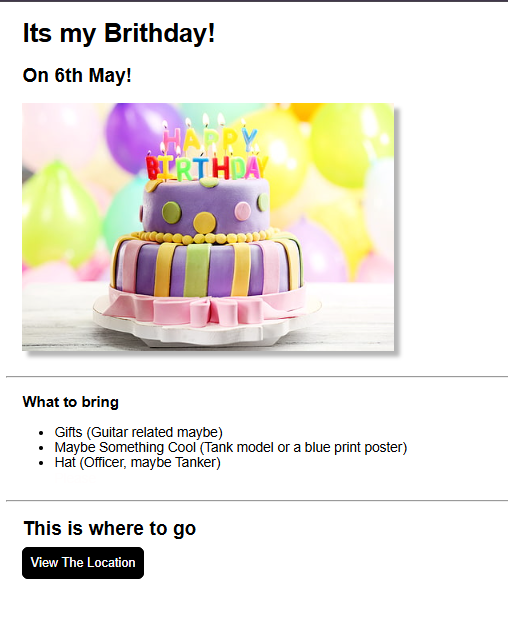 Its my Brithday!
On 6th May!
HAPPY
BIRTHDAY
What to bring
Gifts (Guitar related maybe)
Maybe Something Cool (Tank model or a blue print poster)
Hat (Officer, maybe Tanker)
This is where to go
View The Location